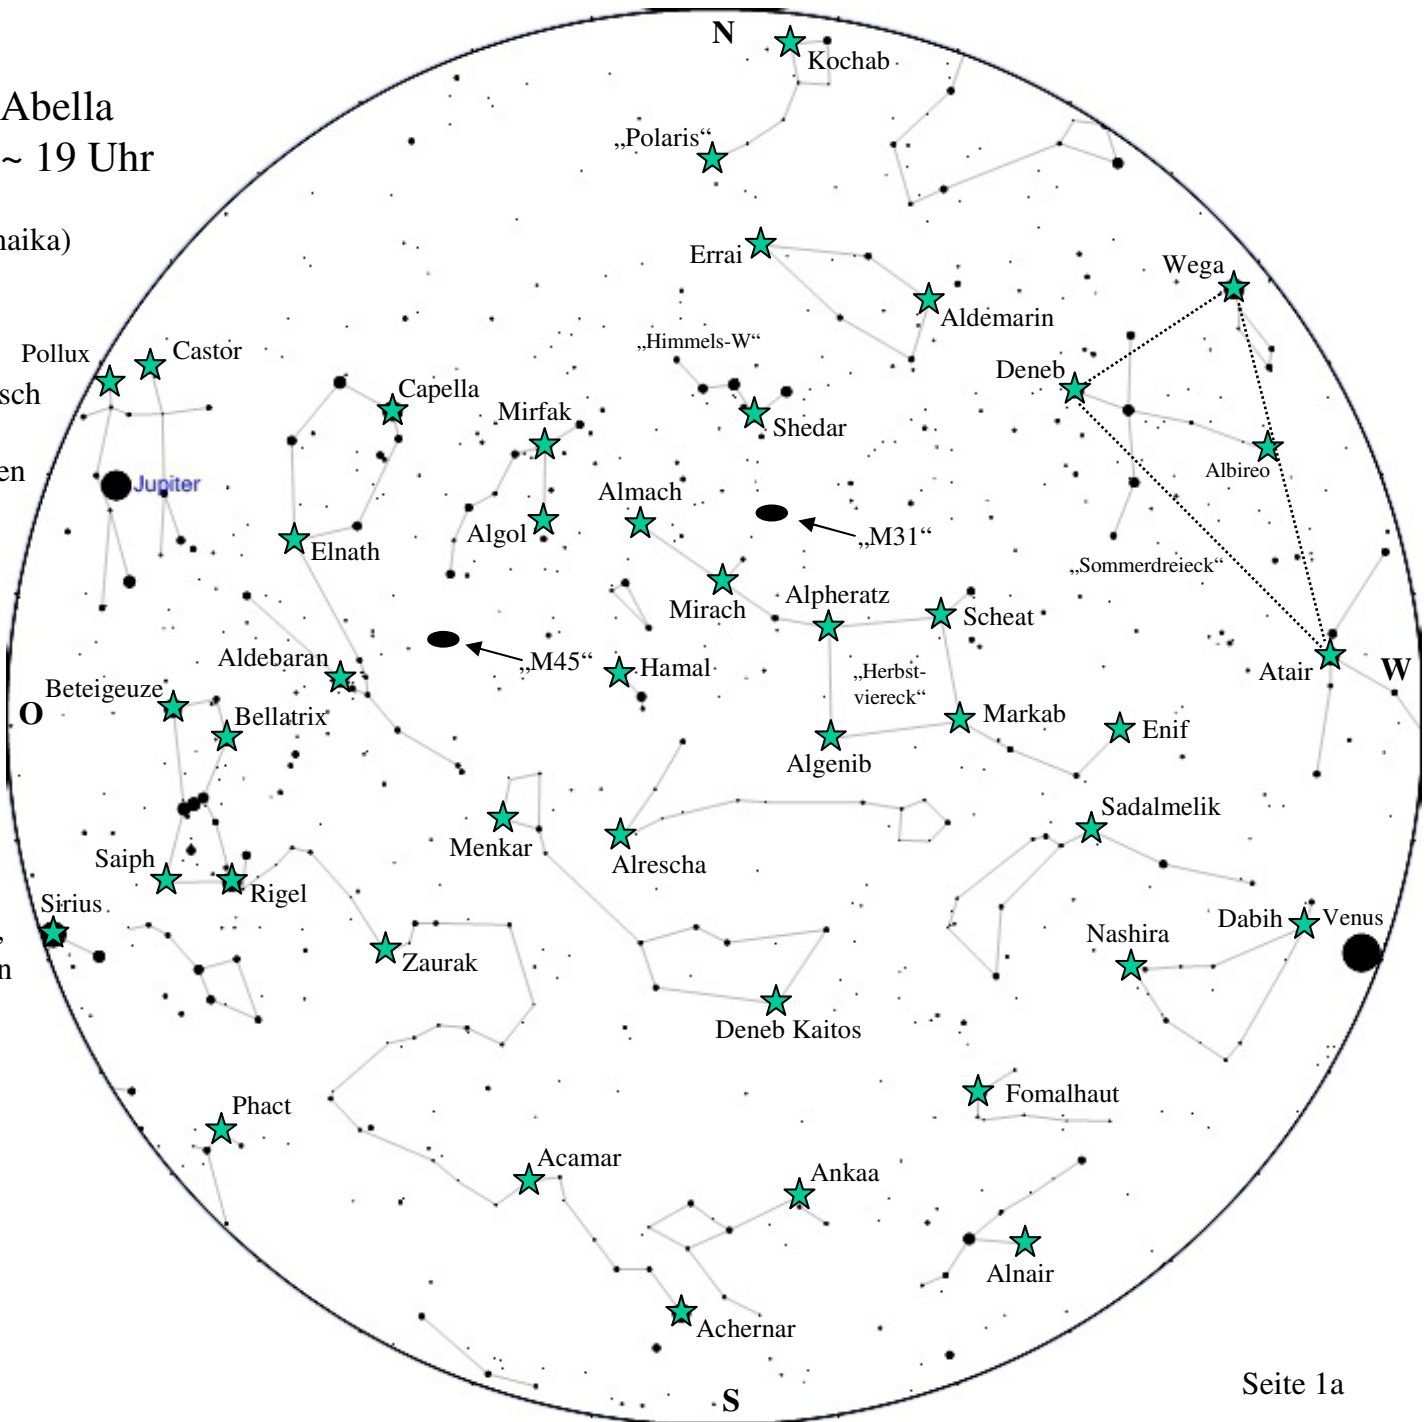 N
Kochab
Abella
~ 19 Uhr
„Polaris“
naika)
Errai
Wega
Aldemarin
„Himmels-W“
Pollux
Castor
sch
Deneb
Capella
Mirfak
Shedar
en
Albireo
Jupiter
Almach
Algol
„M31“
Elnath
„Sommerdreieck“
Mirach
Alpheratz
Scheat
Aldebaran
„M45“
Hamal
Atair
W
„Herbst-
viereck“
Beteigeuze
O
Bellatrix
Markab
Enif
Algenib
Sadalmelik
Menkar
Alrescha
Saiph
Rigel
Sirius
,
n
Dabih
Venus
Nashira
Zaurak
Deneb Kaitos
Fomalhaut
Phact
Acamar
Ankaa
Alnair
Achernar
Seite 1a
S